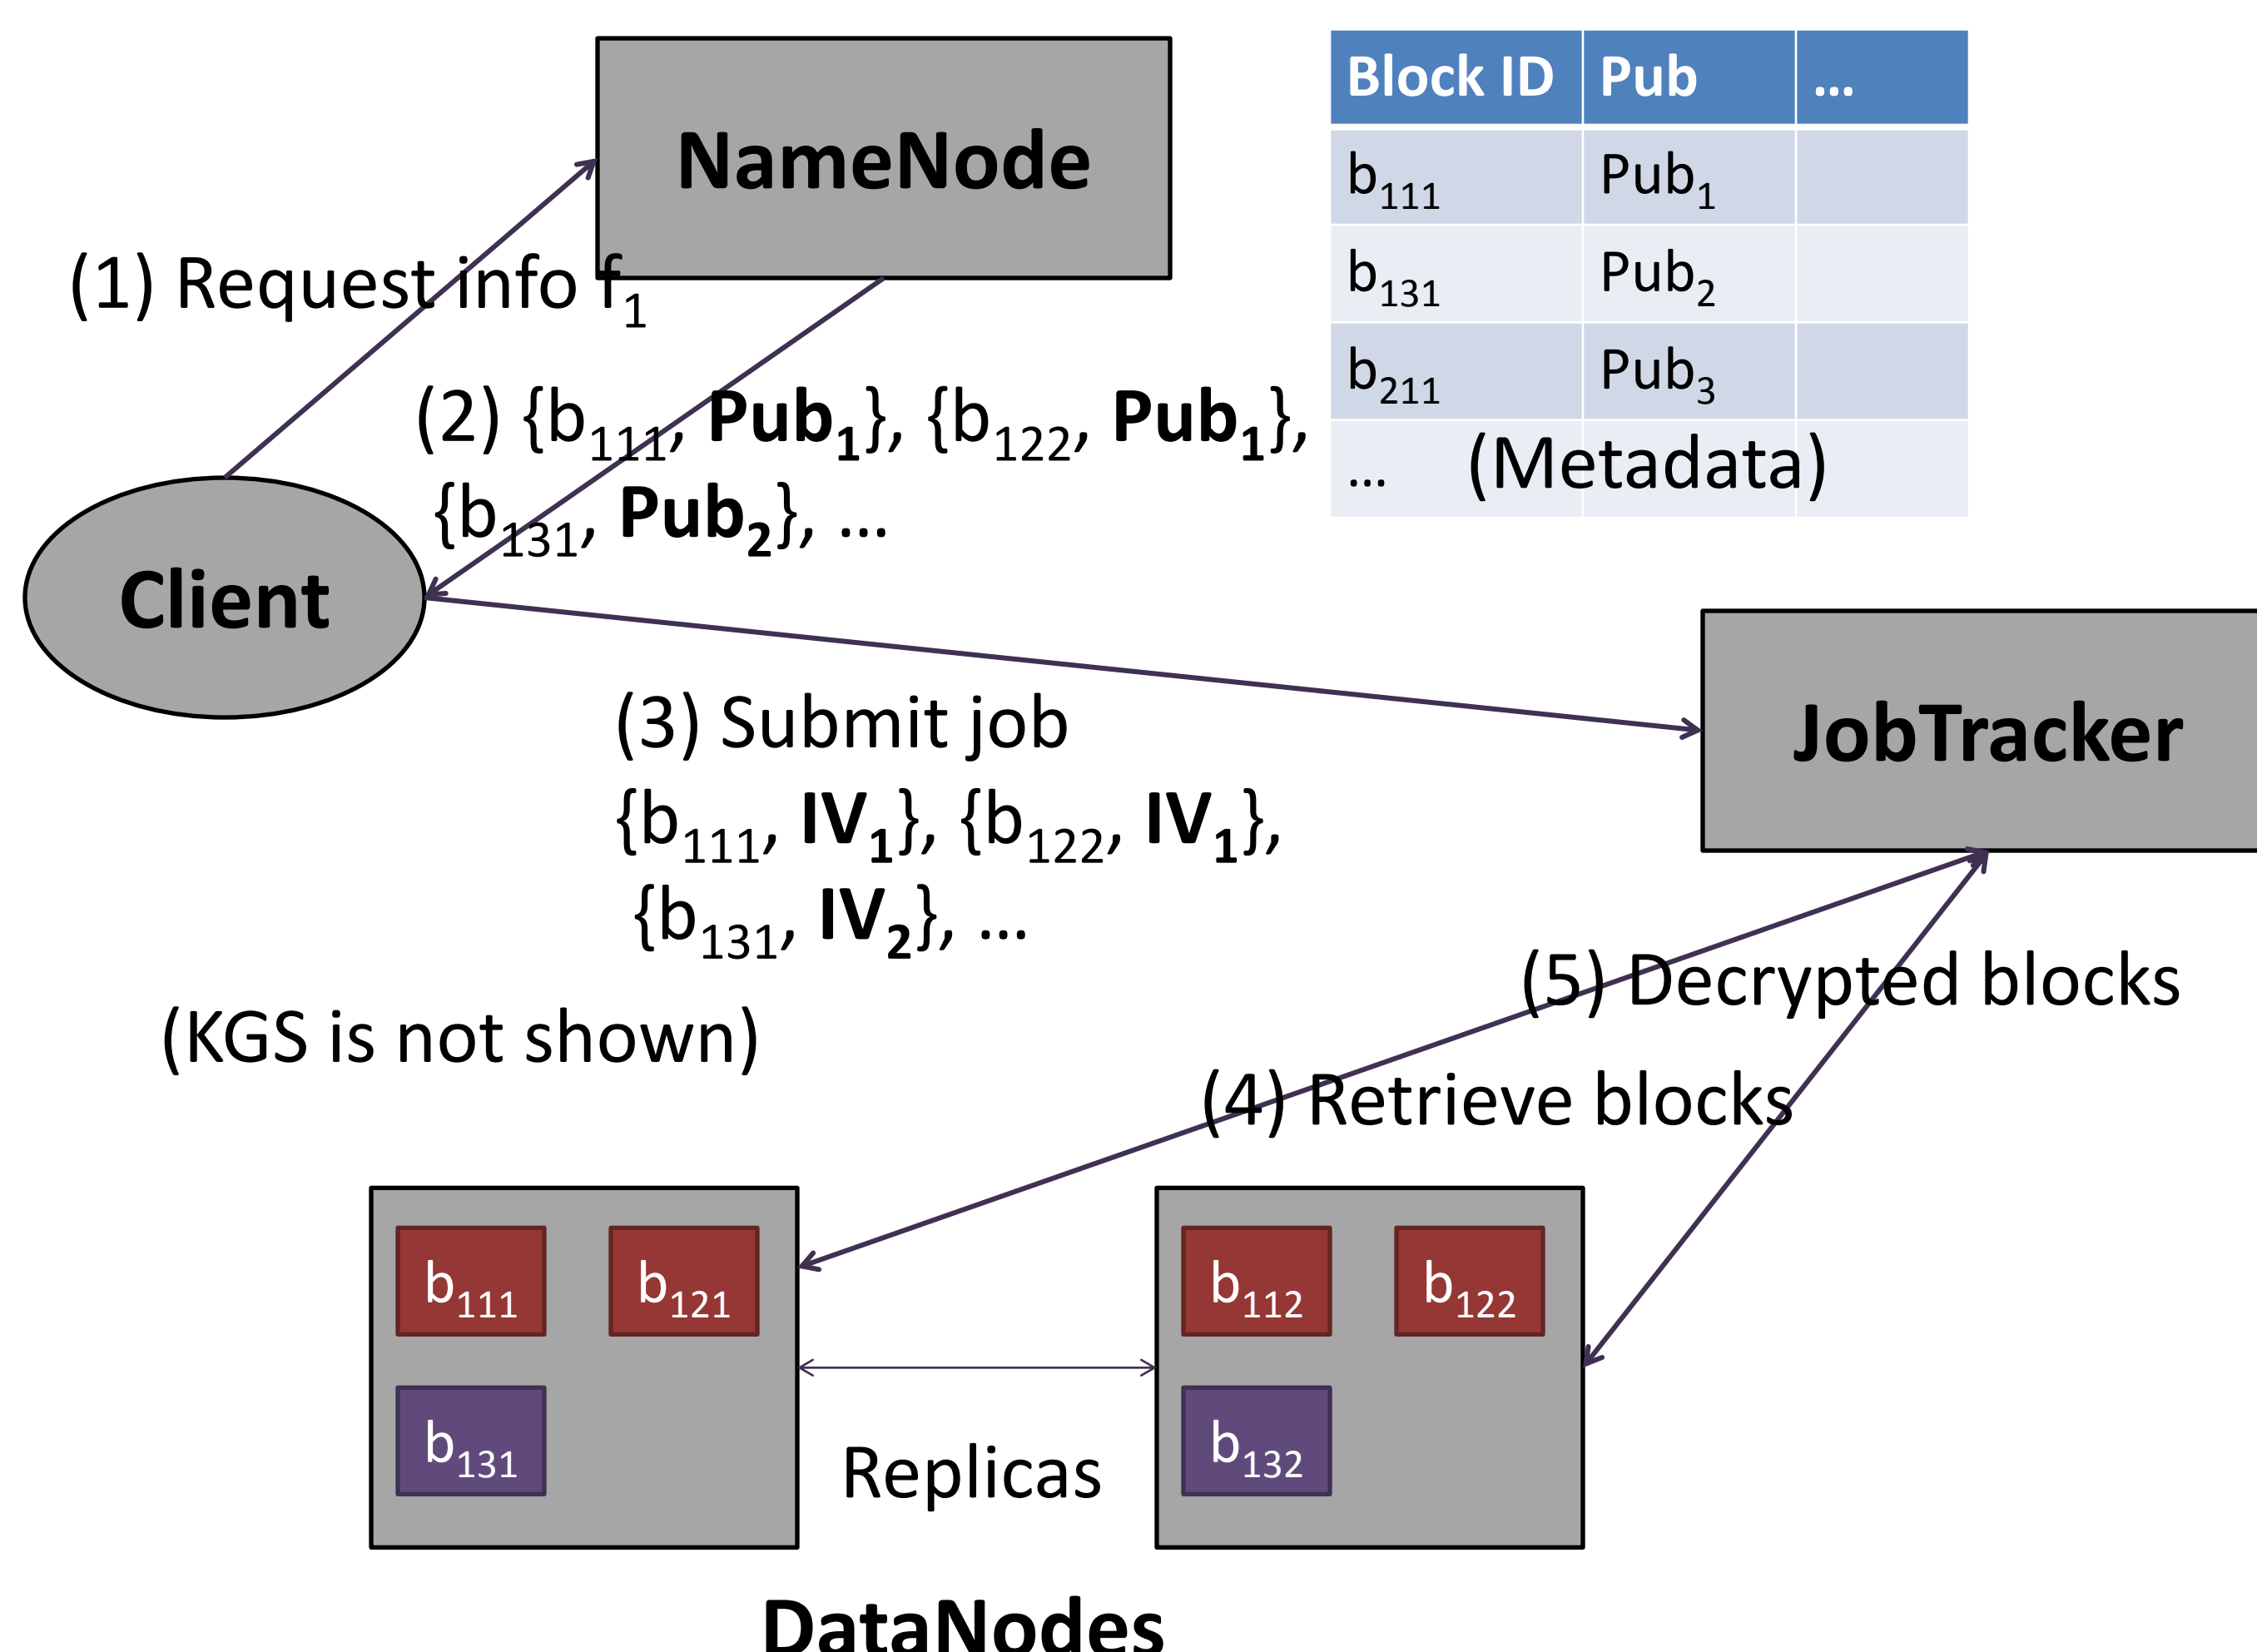 NameNode
Block ID Pub ...
b111 Pub1
b131 Pub2
b211 Pub3
... (Metadata)
(1) Request info f1
(2) {b111, Pub1}, {b122, Pub1},
{b131, Pub2}, ...
Client
JobTracker
(3) Submit job
{b111, IV1}, {b122, IV1},
{b131, IV2}, ...
(5) Decrypted blocks
(KGS is not shown)
(4) Retrieve blocks
b111 b121
b131
Replicas
b112 b122
b132
DataNodes